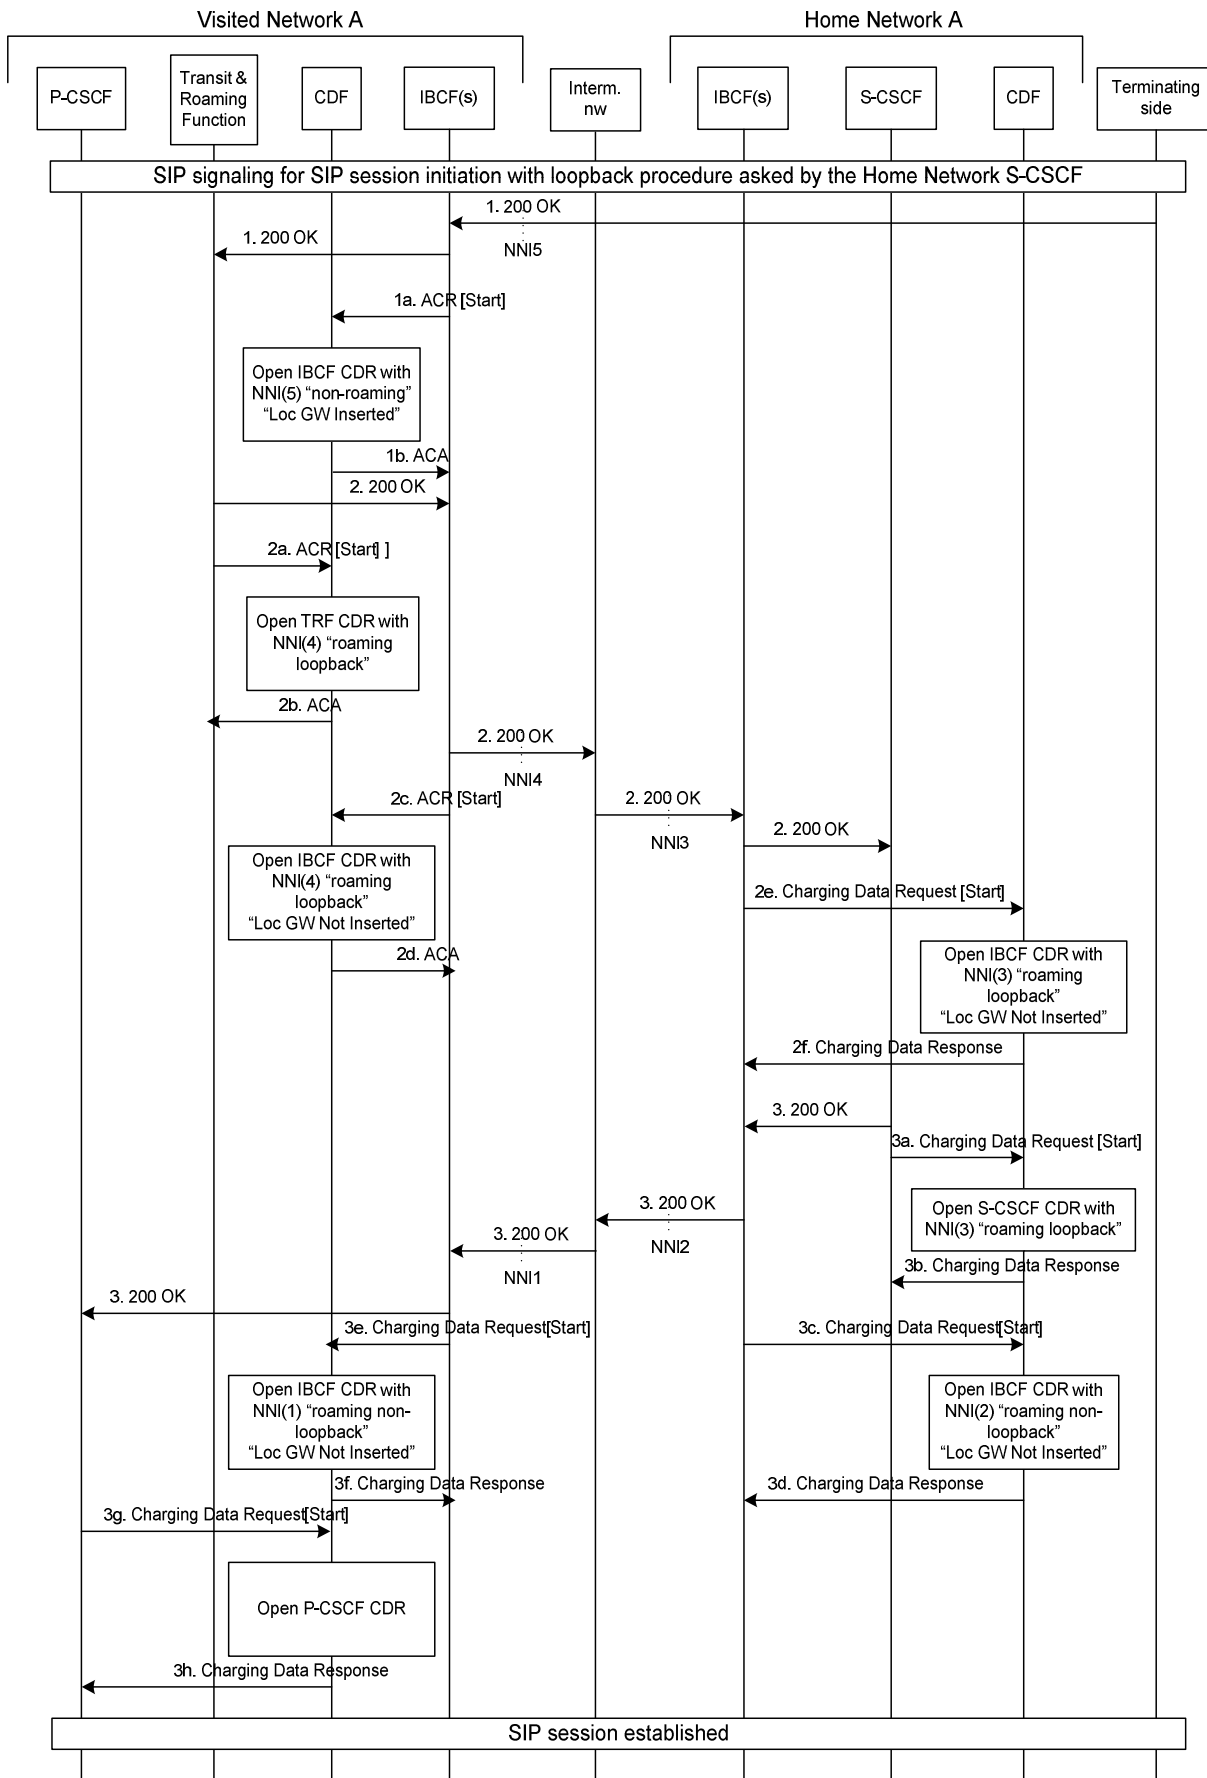 Visited Network A
Home Network A
P-CSCF
Transit &
Roaming
Function
CDF
IBCF(s)
Interm.
nw
IBCF(s)
S-CSCF
CDF
Terminating
side
SIP signaling for SIP session initiation with loopback procedure asked by the Home Network S-CSCF
1. 200 OK
NNI5
1. 200 OK
1a. ACR [Start]
Open IBCF CDR with
NNI(5) “non-roaming”
“Loc GW Inserted”
1b. ACA
2. 200 OK
2a. ACR [Start] ]
Open TRF CDR with
NNI(4) “roaming
loopback”
2b. ACA
2. 200 OK
NNI4
2c. ACR [Start]
2. 200 OK
NNI3
2. 200 OK
Open IBCF CDR with
NNI(4) “roaming
loopback”
“Loc GW Not Inserted”
2e. Charging Data Request [Start]
2d. ACA
Open IBCF CDR with
NNI(3) “roaming
loopback”
“Loc GW Not Inserted”
2f. Charging Data Response
3. 200 OK
3a. Charging Data Request [Start]
Open S-CSCF CDR with
NNI(3) “roaming loopback”
3. 200 OK
NNI2
3. 200 OK
NNI1
3b. Charging Data Response
3. 200 OK
3e. Charging Data Request[Start]
3c. Charging Data Request[Start]
Open IBCF CDR with
NNI(1) “roaming non-
loopback”
“Loc GW Not Inserted”
Open IBCF CDR with
NNI(2) “roaming non-
loopback”
“Loc GW Not Inserted”
3f. Charging Data Response
3d. Charging Data Response
3g. Charging Data Request[Start]
Open P-CSCF CDR
3h. Charging Data Response
SIP session established